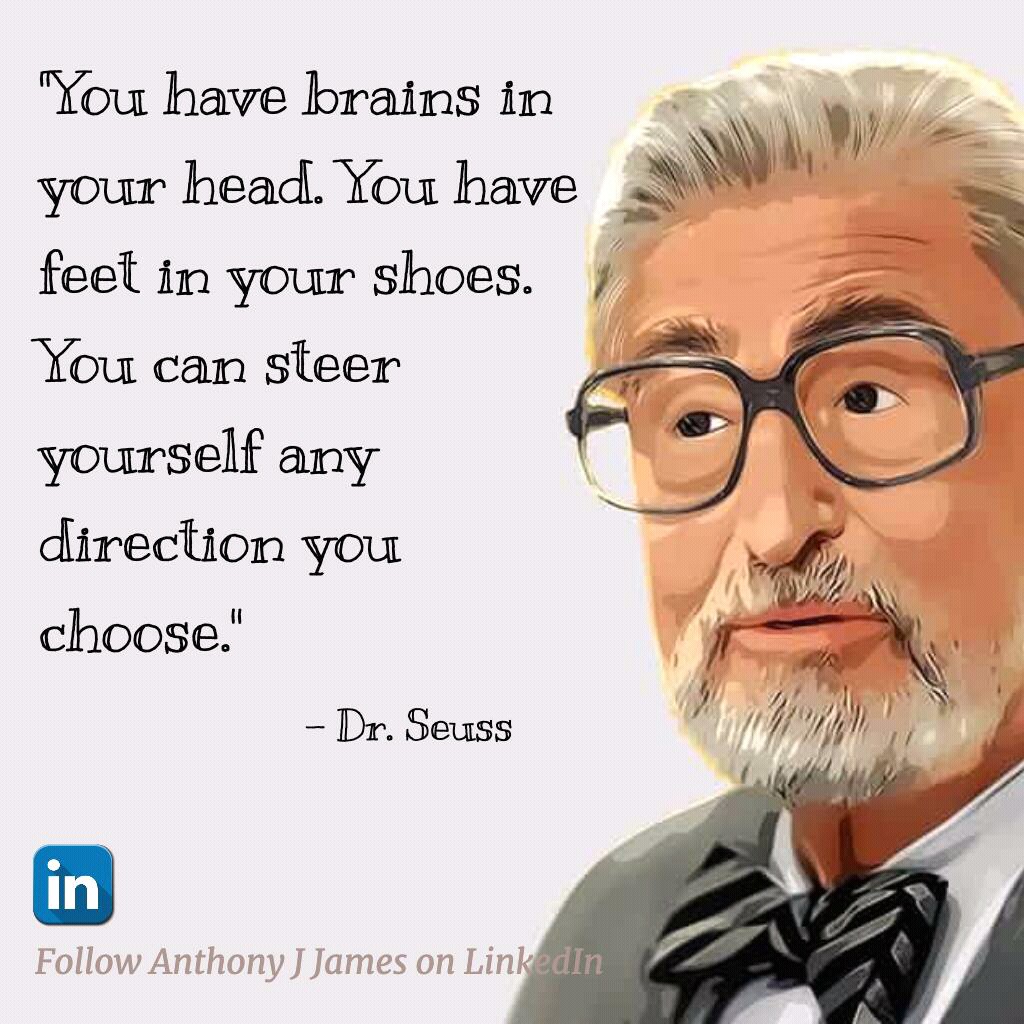 "You have brains in
your head. You have
feet in your shoes.
You can steer
yourself any
direction you
choose."
- Dr. Seuss
in
Follow Anthony J James on LinkedIn